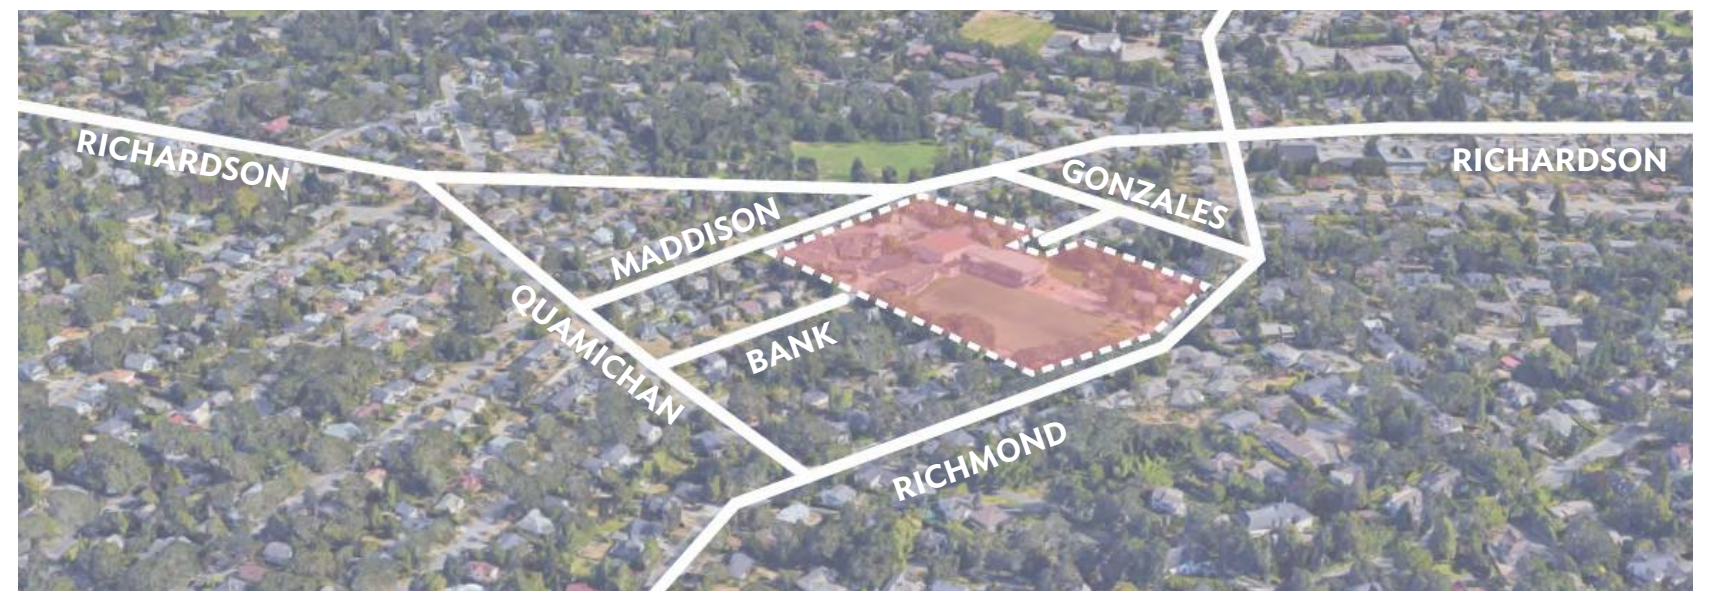 RICHARDSON
RICHARDSON
GONZALES
MADDISON
QUAMICHAN
BANK
RICHMOND